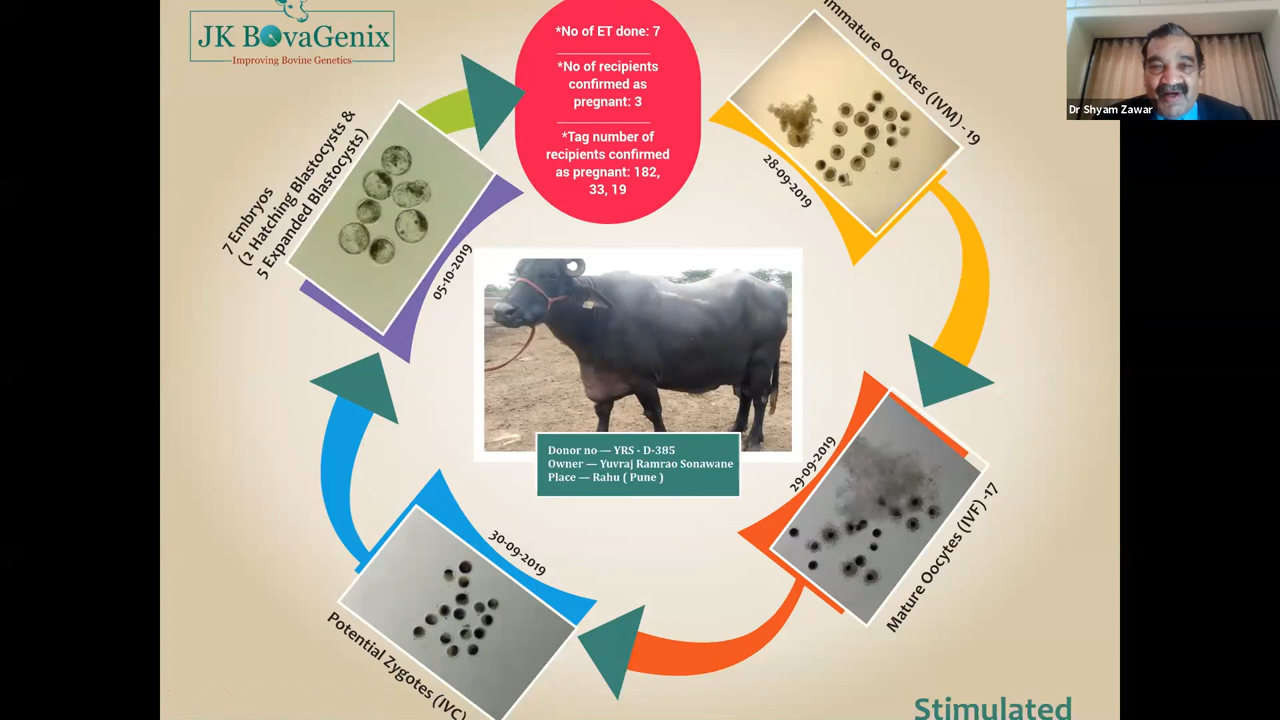 JK BovaGenix
Improving Bovine Genetics
*No of ET done: 7
*No of recipients
confirmed as
pregnant: 3
*Tag number of
recipients confirmed
as pregnant: 182,
33, 19
Immature Oocytes (IVM) - 19
28-09-2019
Dr Shyam Zawar
7 Embryos
(2 Hatching Blastocysts &
5 Expanded Blastocysts)
05-10-2019
Donor no — YRS - D-385
Owner — Yuvraj Ramrao Sonawane
Place — Rahu ( Pune )
29-09-2019
Mature Oocytes (IVF) -17
30-09-2019
Potential Zygotes (IVC)
Stimulated